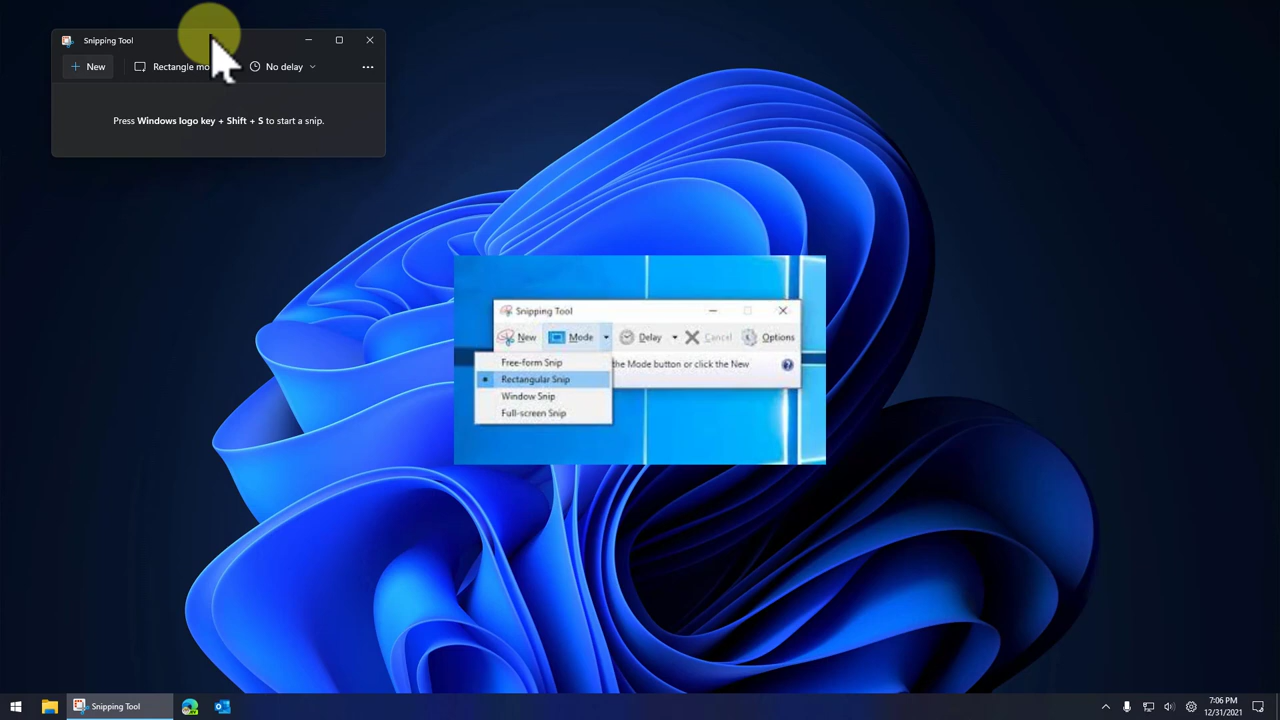 Snipping Tool
New
Rectangle mo
No delay
Press Windows logo key + Shift + S to start a snip.
Snipping Tool
New Mode Delay Cancel Options
the Mode button or click the New
Free-form Snip
Rectangular Snip
Window Snip
Full-screen Snip
Snipping Tool
7:06 PM
12/31/2021